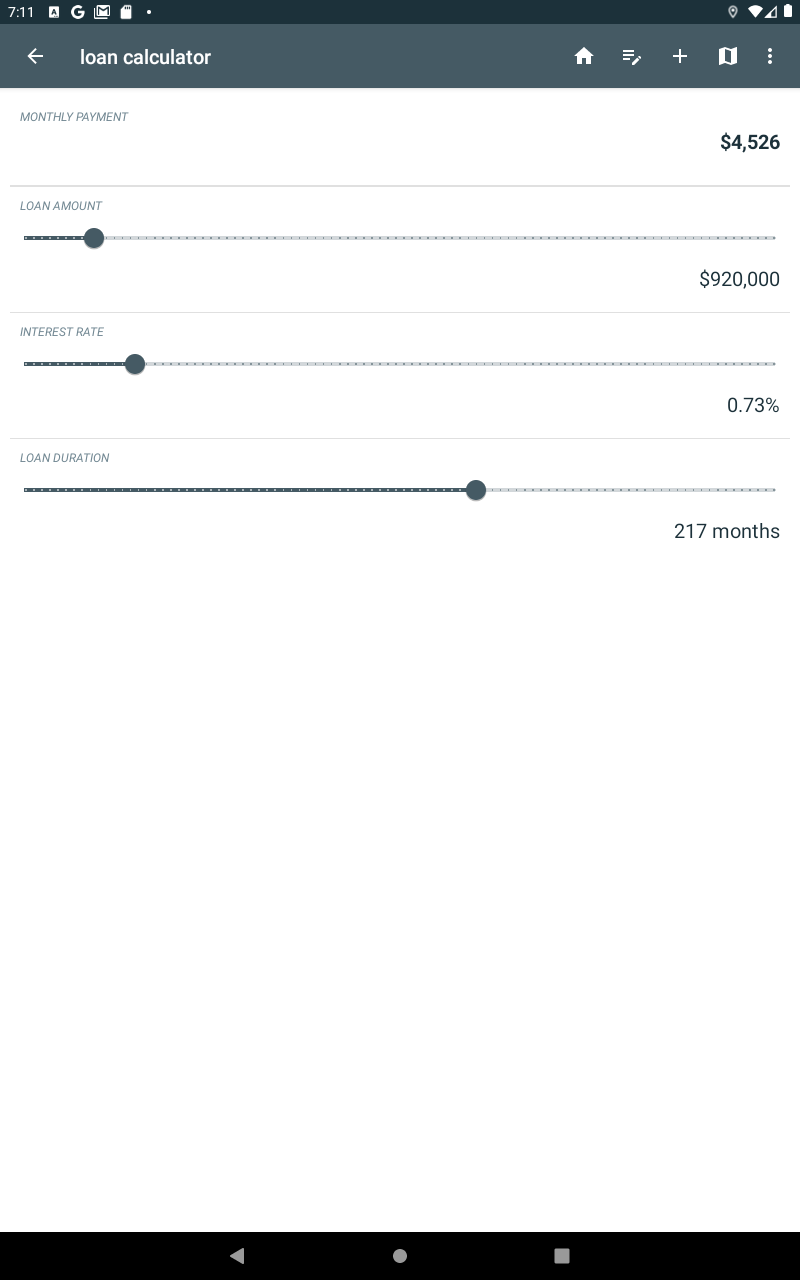 7:11
loan calculator
MONTHLY PAYMENT
$4,526
LOAN AMOUNT
$920,000
INTEREST RATE
0.73%
LOAN DURATION
217 months